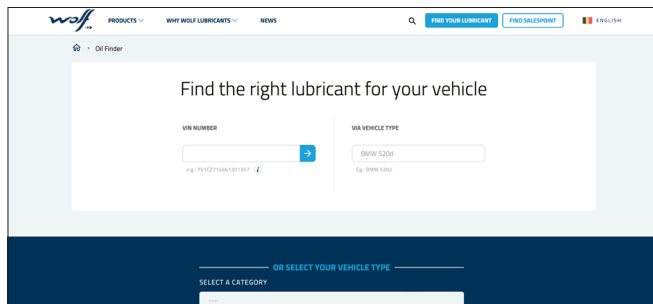 wolf
PRODUCTS
WHY WOLF LUBRICANTS
NEWS
FIND YOUR LUBRICANT
FIND SALESPOINT
ENGLISH
Oil Finder
Find the right lubricant for your vehicle
VIN NUMBER
VIA VEHICLE TYPE
BMW 520d
e.g.: YV1CZ714661301307
Eg.: BMW 520d
OR SELECT YOUR VEHICLE TYPE
SELECT A CATEGORY
---